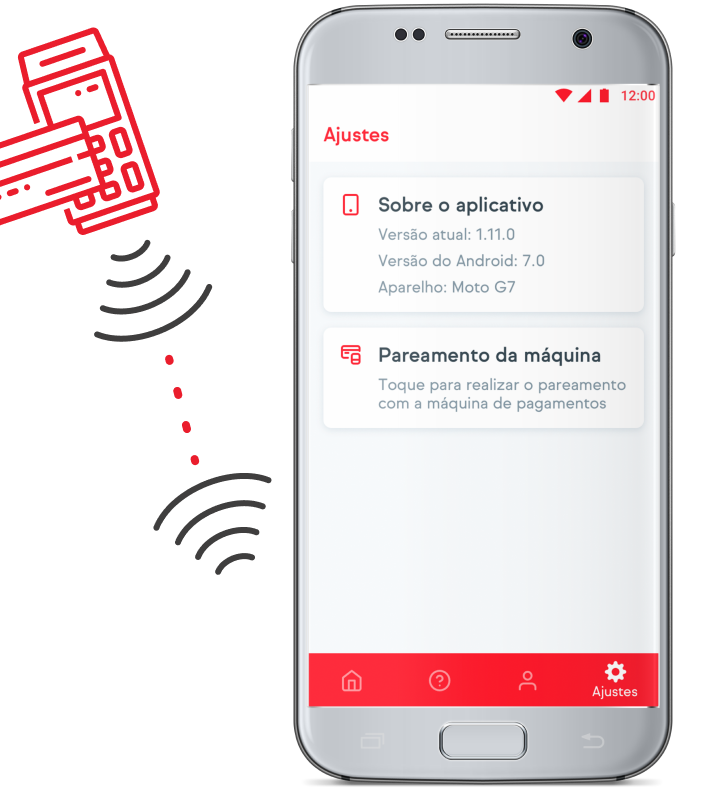 12:00
Ajustes
Sobre o aplicativo
Versão atual: 1.11.0
Versão do Android: 7.0
Aparelho: Moto G7
Pareamento da máquina
Toque para realizar o pareamento
com a máquina de pagamentos
Ajustes